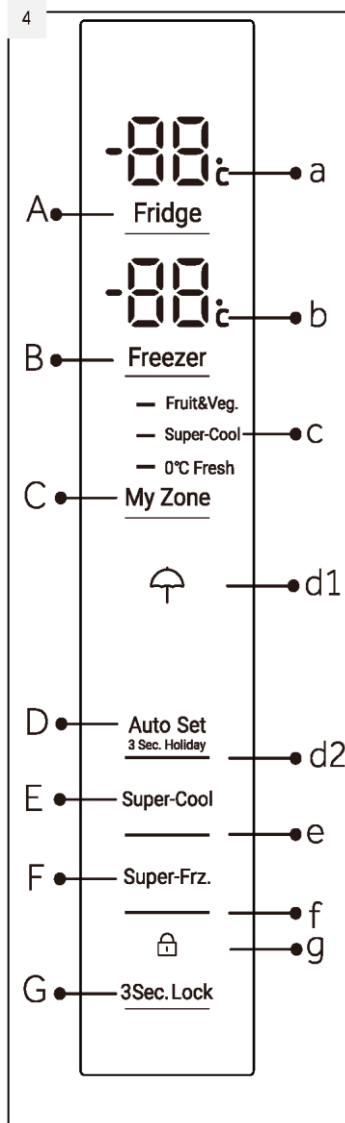 4
-88°c
a
A
Fridge
-88°c
b
B
Freezer
Fruit&Veg.
Super-Cool
c
0°C Fresh
C
My Zone
d1
D
Auto Set
3 Sec. Holiday
d2
E
Super-Cool
e
F
Super-Frz.
f
g
G
3Sec.Lock